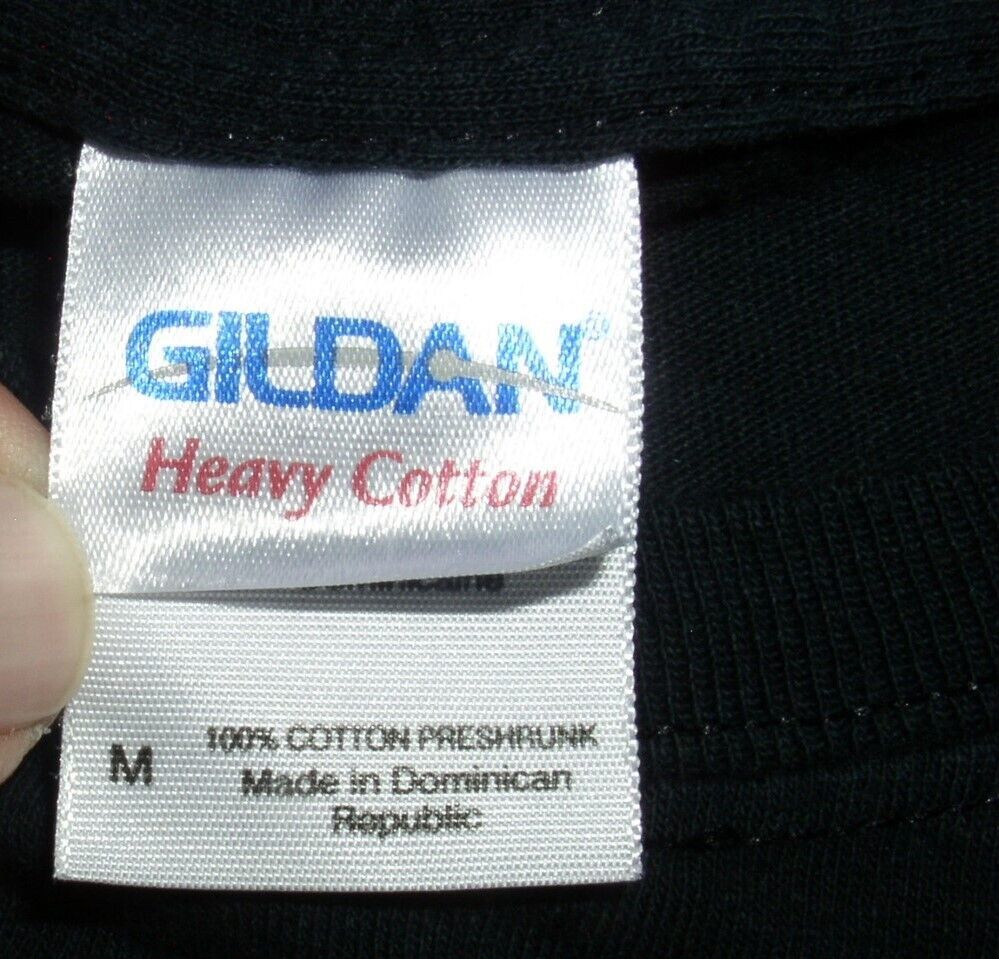 GILDAN®
Heavy Cotton
M
100% COTTON PRESHRUNK
Made in Dominican
Republic